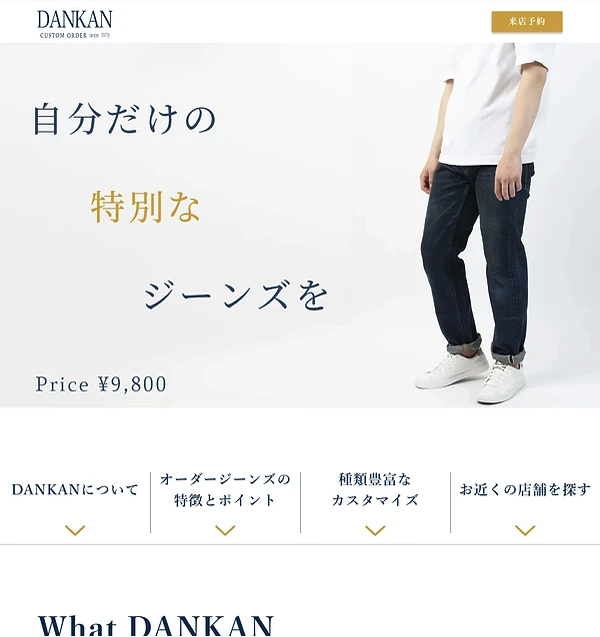 DANKAN
CUSTOM ORDER since 1978
来店予約
自分だけの
特別な
ジーンズを
Price ¥9,800
DANKANについて
オーダージーンズの
特徴とポイント
種類豊富な
カスタマイズ
お近くの店舗を探す
What DANKAN